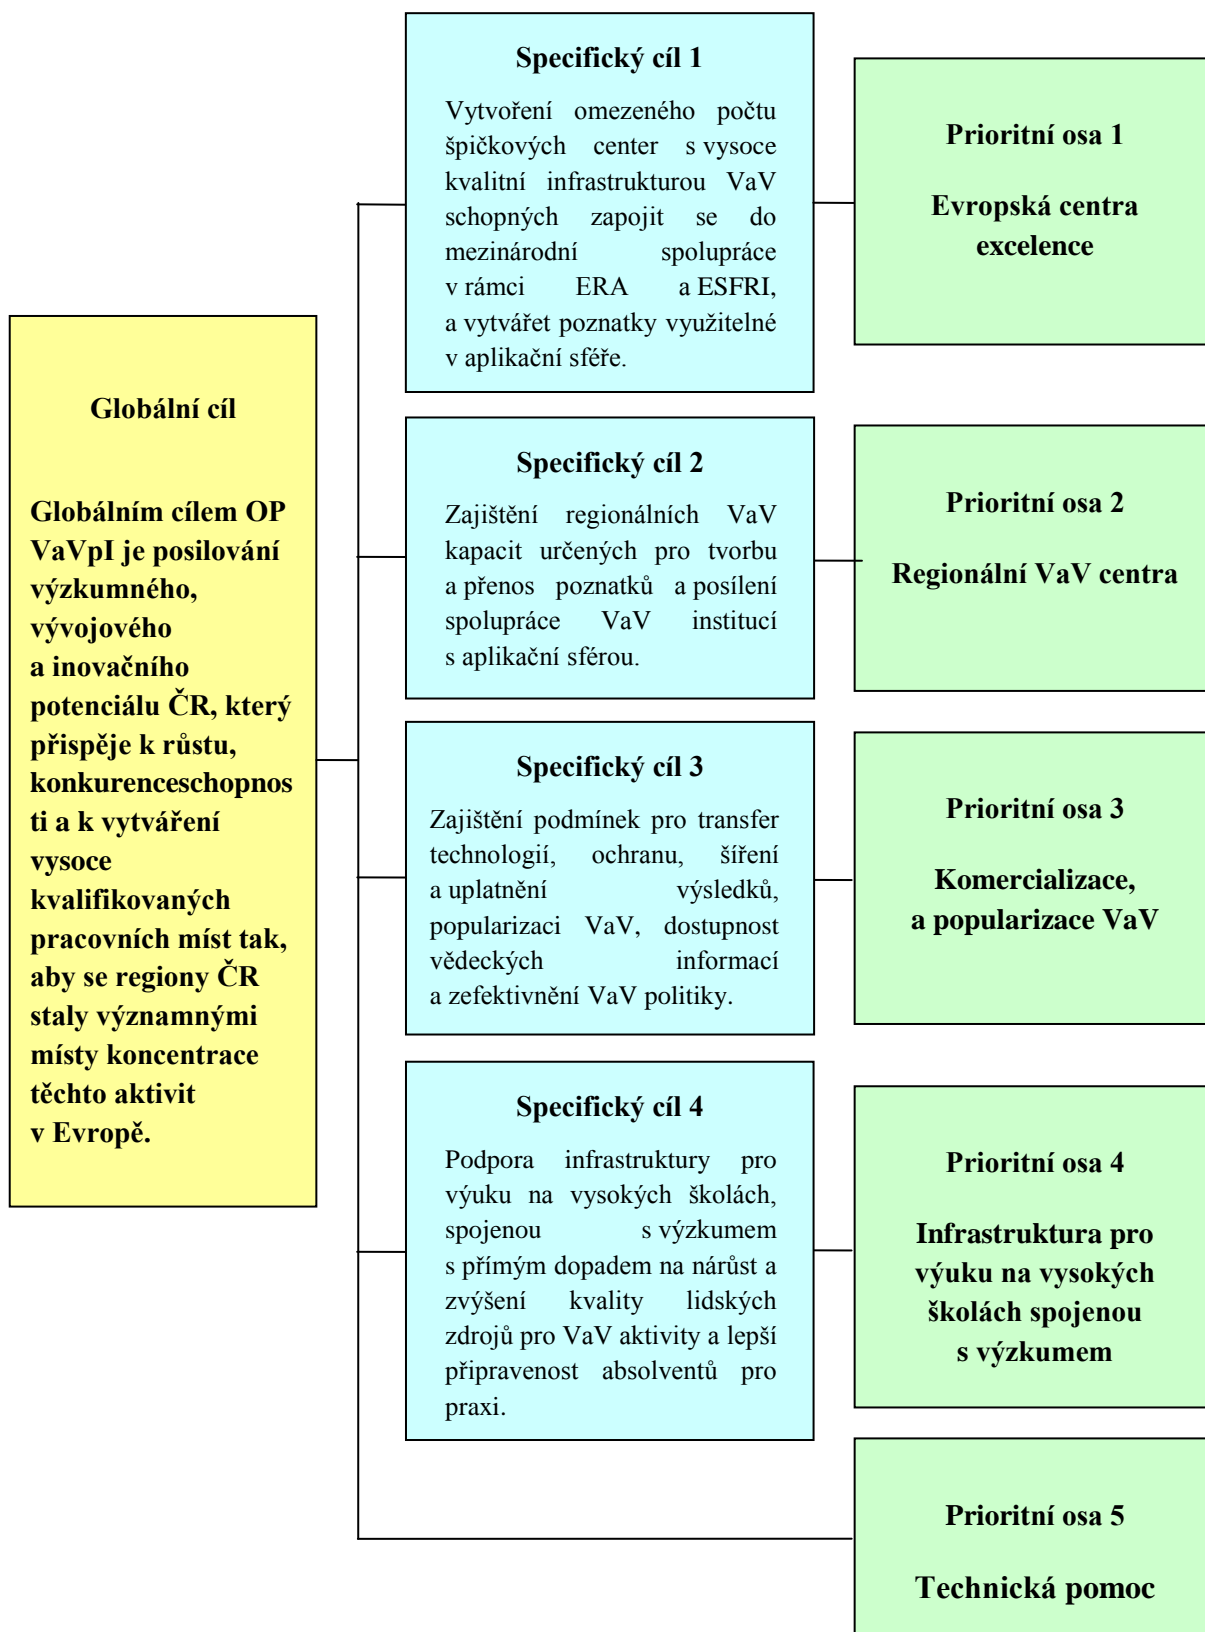 Globální cíl
Globálním cílem OP
VaVpI je posilování
výzkumného,
vývojového
a inovačního
potenciálu ČR, který
přispěje k růstu,
konkurenceschopnos
ti a k vytváření
vysoce
kvalifikovaných
pracovních míst tak,
aby se regiony ČR
staly významnými
místy koncentrace
těchto aktivit
v Evropě.
Specifický cíl 1
Vytvoření omezeného počtu
špičkových center s vysoce
kvalitní infrastrukturou VaV
schopných zapojit se do
mezinárodní spolupráce
v rámci ERA a ESFRI,
a vytvářet poznatky využitelné
v aplikační sféře.
Prioritní osa 1
Evropská centra
excelence
Specifický cíl 2
Zajištění regionálních VaV
kapacit určených pro tvorbu
a přenos poznatků a posílení
spolupráce VaV institucí
s aplikační sférou.
Prioritní osa 2
Regionální VaV centra
Specifický cíl 3
Zajištění podmínek pro transfer
technologií, ochranu, šíření
a uplatnění výsledků,
popularizaci VaV, dostupnost
vědeckých informací
a zefektivnění VaV politiky.
Prioritní osa 3
Komercializace,
a popularizace VaV
Specifický cíl 4
Podpora infrastruktury pro
výuku na vysokých školách,
spojenou s výzkumem
s přímým dopadem na nárůst a
zvýšení kvality lidských
zdrojů pro VaV aktivity a lepší
připravenost absolventů pro
praxi.
Prioritní osa 4
Infrastruktura pro
výuku na vysokých
školách spojenou
s výzkumem
Prioritní osa 5
Technická pomoc